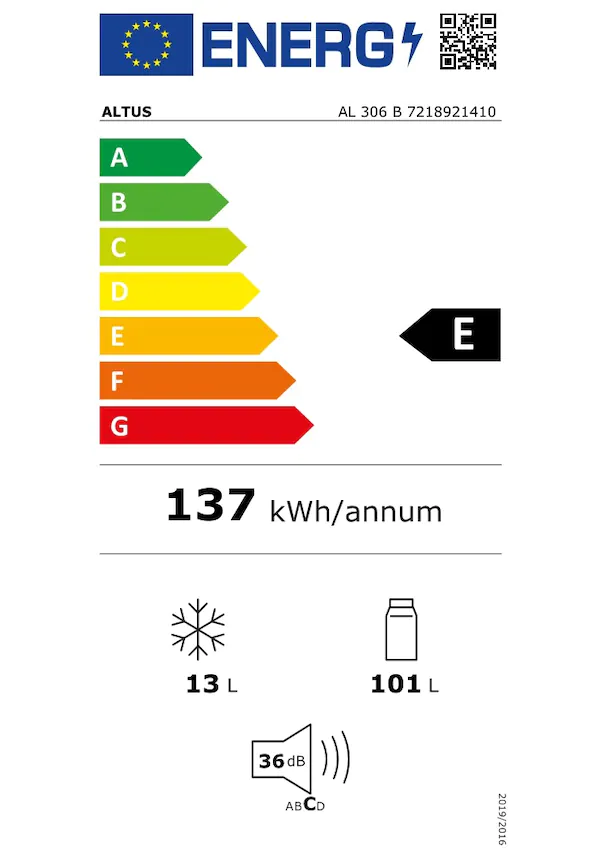 ENERG
ALTUS AL 306 B 7218921410
A
B
C
D
E
E
F
G
137 kWh/annum
13 L 101 L
36 dB
ABCD
2019/2016